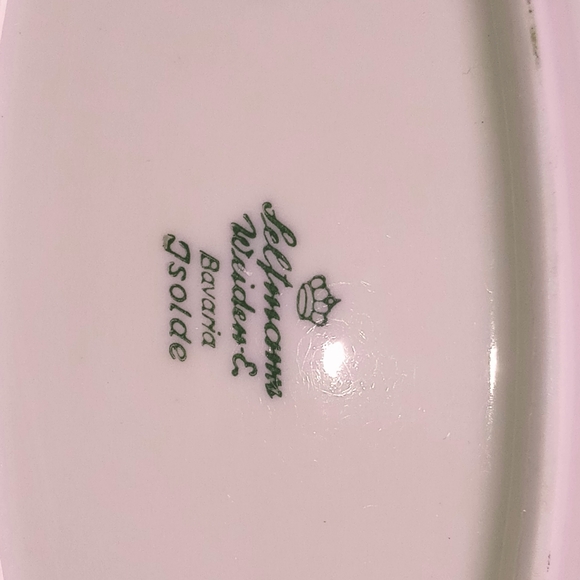 Seltmann
Weiden-E
Bavaria
Isolde